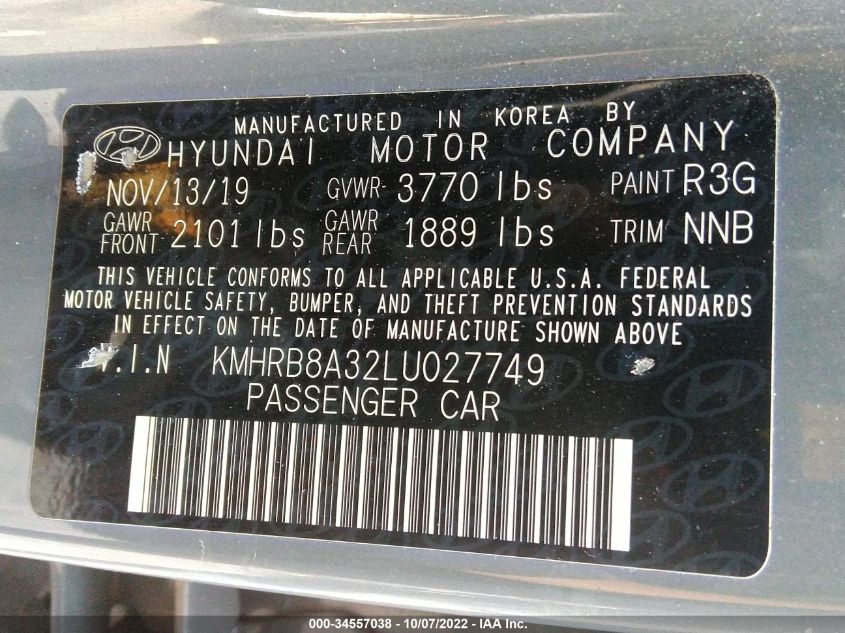 MANUFACTURED IN KOREA BY
HYUNDAI MOTOR COMPANY
NOV/13/19 GVWR 3770 lbs PAINT R3G
GAWR FRONT 2101 lbs GAWR REAR 1889 lbs TRIM NNB
THIS VEHICLE CONFORMS TO ALL APPLICABLE U.S.A. FEDERAL
MOTOR VEHICLE SAFETY, BUMPER, AND THEFT PREVENTION STANDARDS
IN EFFECT ON THE DATE OF MANUFACTURE SHOWN ABOVE
V.I.N KMHRB8A32LU027749
PASSENGER CAR
000-34557038 - 10/07/2022 - IAA Inc.